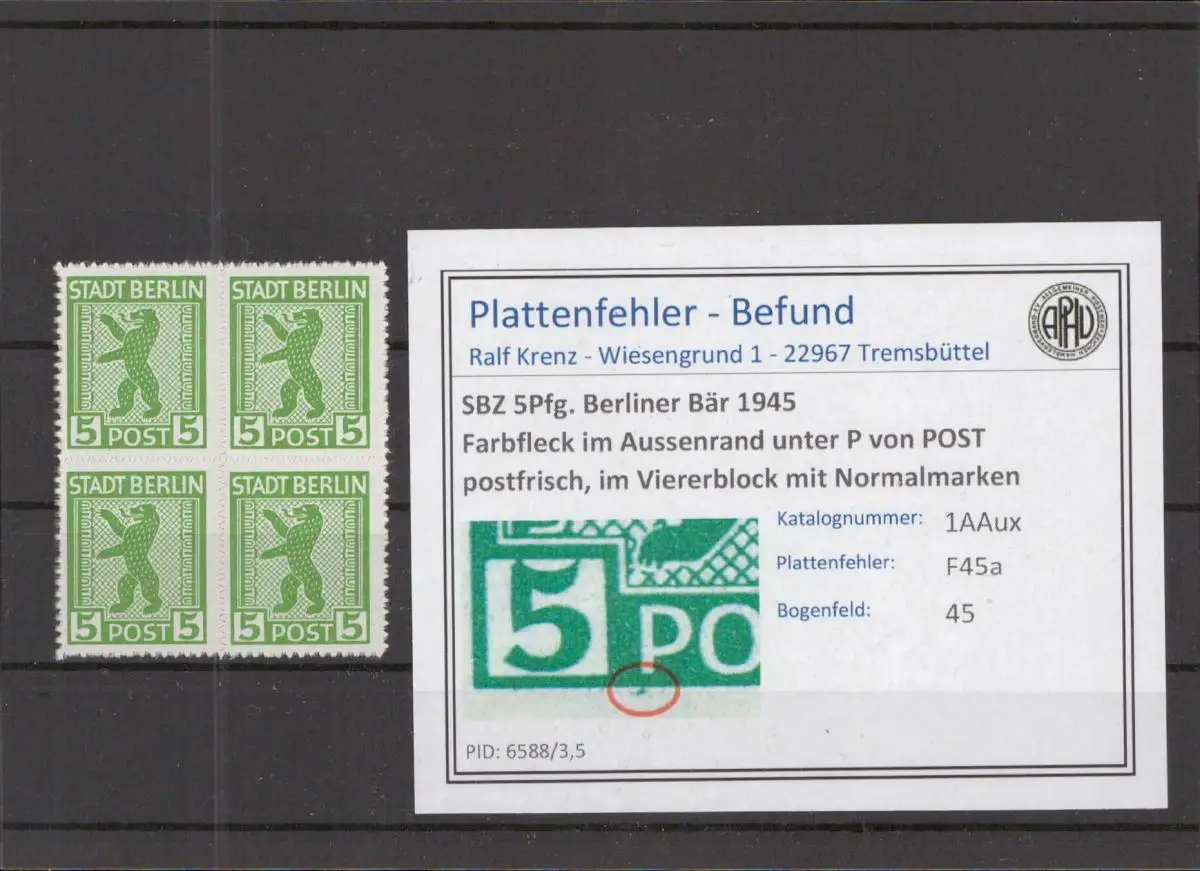 STADT BERLIN
5 POST 5
STADT BERLIN
5 POST 5
STADT BERLIN
5 POST 5
STADT BERLIN
5 POST 5
Plattenfehler - Befund
Ralf Krenz - Wiesengrund 1 - 22967 Tremsbüttel
APHV
SBZ 5Pfg. Berliner Bär 1945
Farbfleck im Aussenrand unter P von POST
postfrisch, im Viererblock mit Normalmarken
5 PO
Katalognummer: 1AAux
Plattenfehler: F45a
Bogenfeld: 45
PID: 6588/3,5